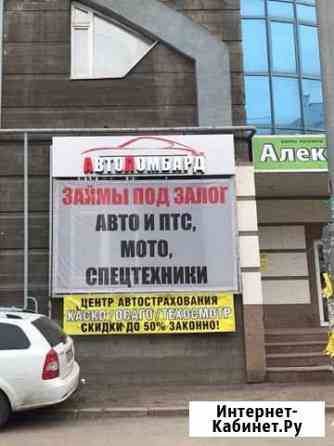 АвтоЛомбард
ЗАЙМЫ ПОД ЗАЛОГ
АВТО И ПТС,
МОТО,
СПЕЦТЕХНИКИ
ЦЕНТР АВТОСТРАХОВАНИЯ
КАСКО / ОСАГО / ТЕХОСМОТР
СКИДКИ ДО 50% ЗАКОННО!
Алек
Интернет-
Кабинет.Ру